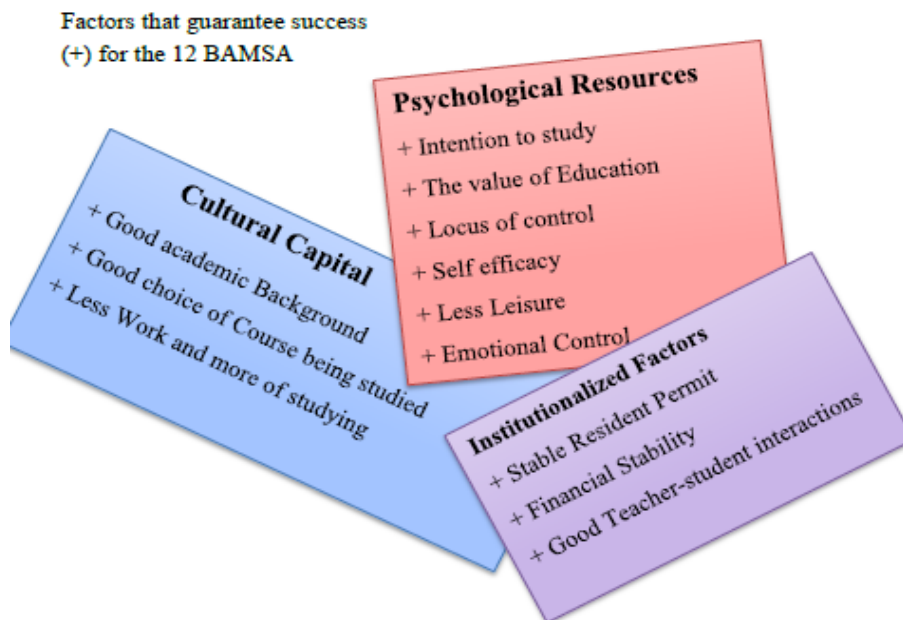 Factors that guarantee success
(+) for the 12 BAMSA
Psychological Resources
+ Intention to study
+ The value of Education
+ Locus of control
+ Self efficacy
+ Less Leisure
+ Emotional Control
Cultural Capital
+ Good academic Background
+ Good choice of Course being studied
+ Less Work and more of studying
Institutionalized Factors
+ Stable Resident Permit
+ Financial Stability
+ Good Teacher-student interactions